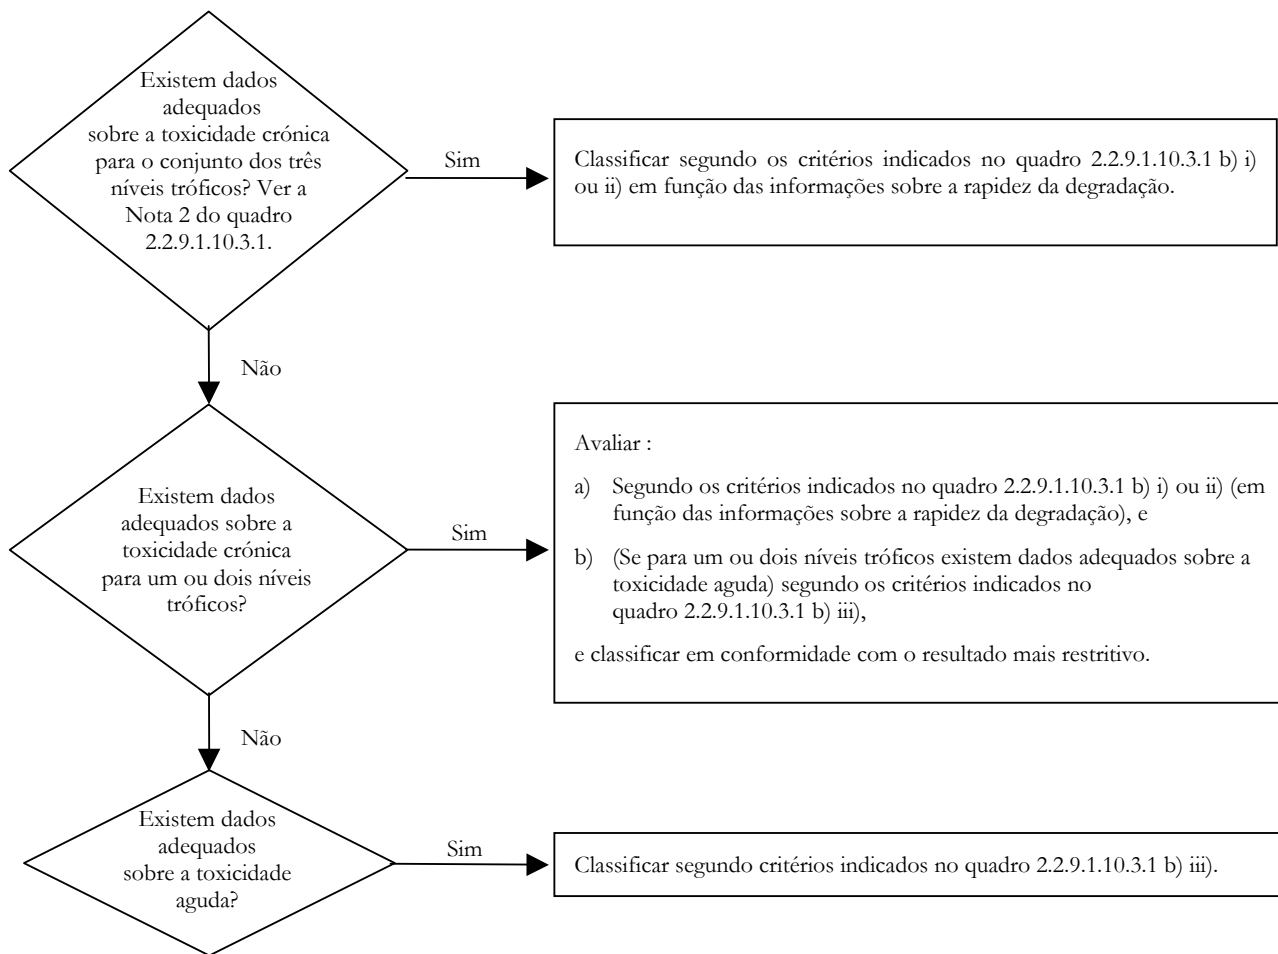 Existem dados
adequados
sobre a toxicidade crónica
para o conjunto dos três
níveis tróficos? Ver a
Nota 2 do quadro
2.2.9.1.10.3.1.
Sim
Classificar segundo os critérios indicados no quadro 2.2.9.1.10.3.1 b) i)
ou ii) em função das informações sobre a rapidez da degradação.
Não
Existem dados
adequados sobre a
toxicidade crónica
para um ou dois níveis
tróficos?
Sim
Avaliar :
a) Segundo os critérios indicados no quadro 2.2.9.1.10.3.1 b) i) ou ii) (em
função das informações sobre a rapidez da degradação), e
b) (Se para um ou dois níveis tróficos existem dados adequados sobre a
toxicidade aguda) segundo os critérios indicados no
quadro 2.2.9.1.10.3.1 b) iii),
e classificar em conformidade com o resultado mais restritivo.
Não
Existem dados
adequados
sobre a toxicidade
aguda?
Sim
Classificar segundo critérios indicados no quadro 2.2.9.1.10.3.1 b) iii).